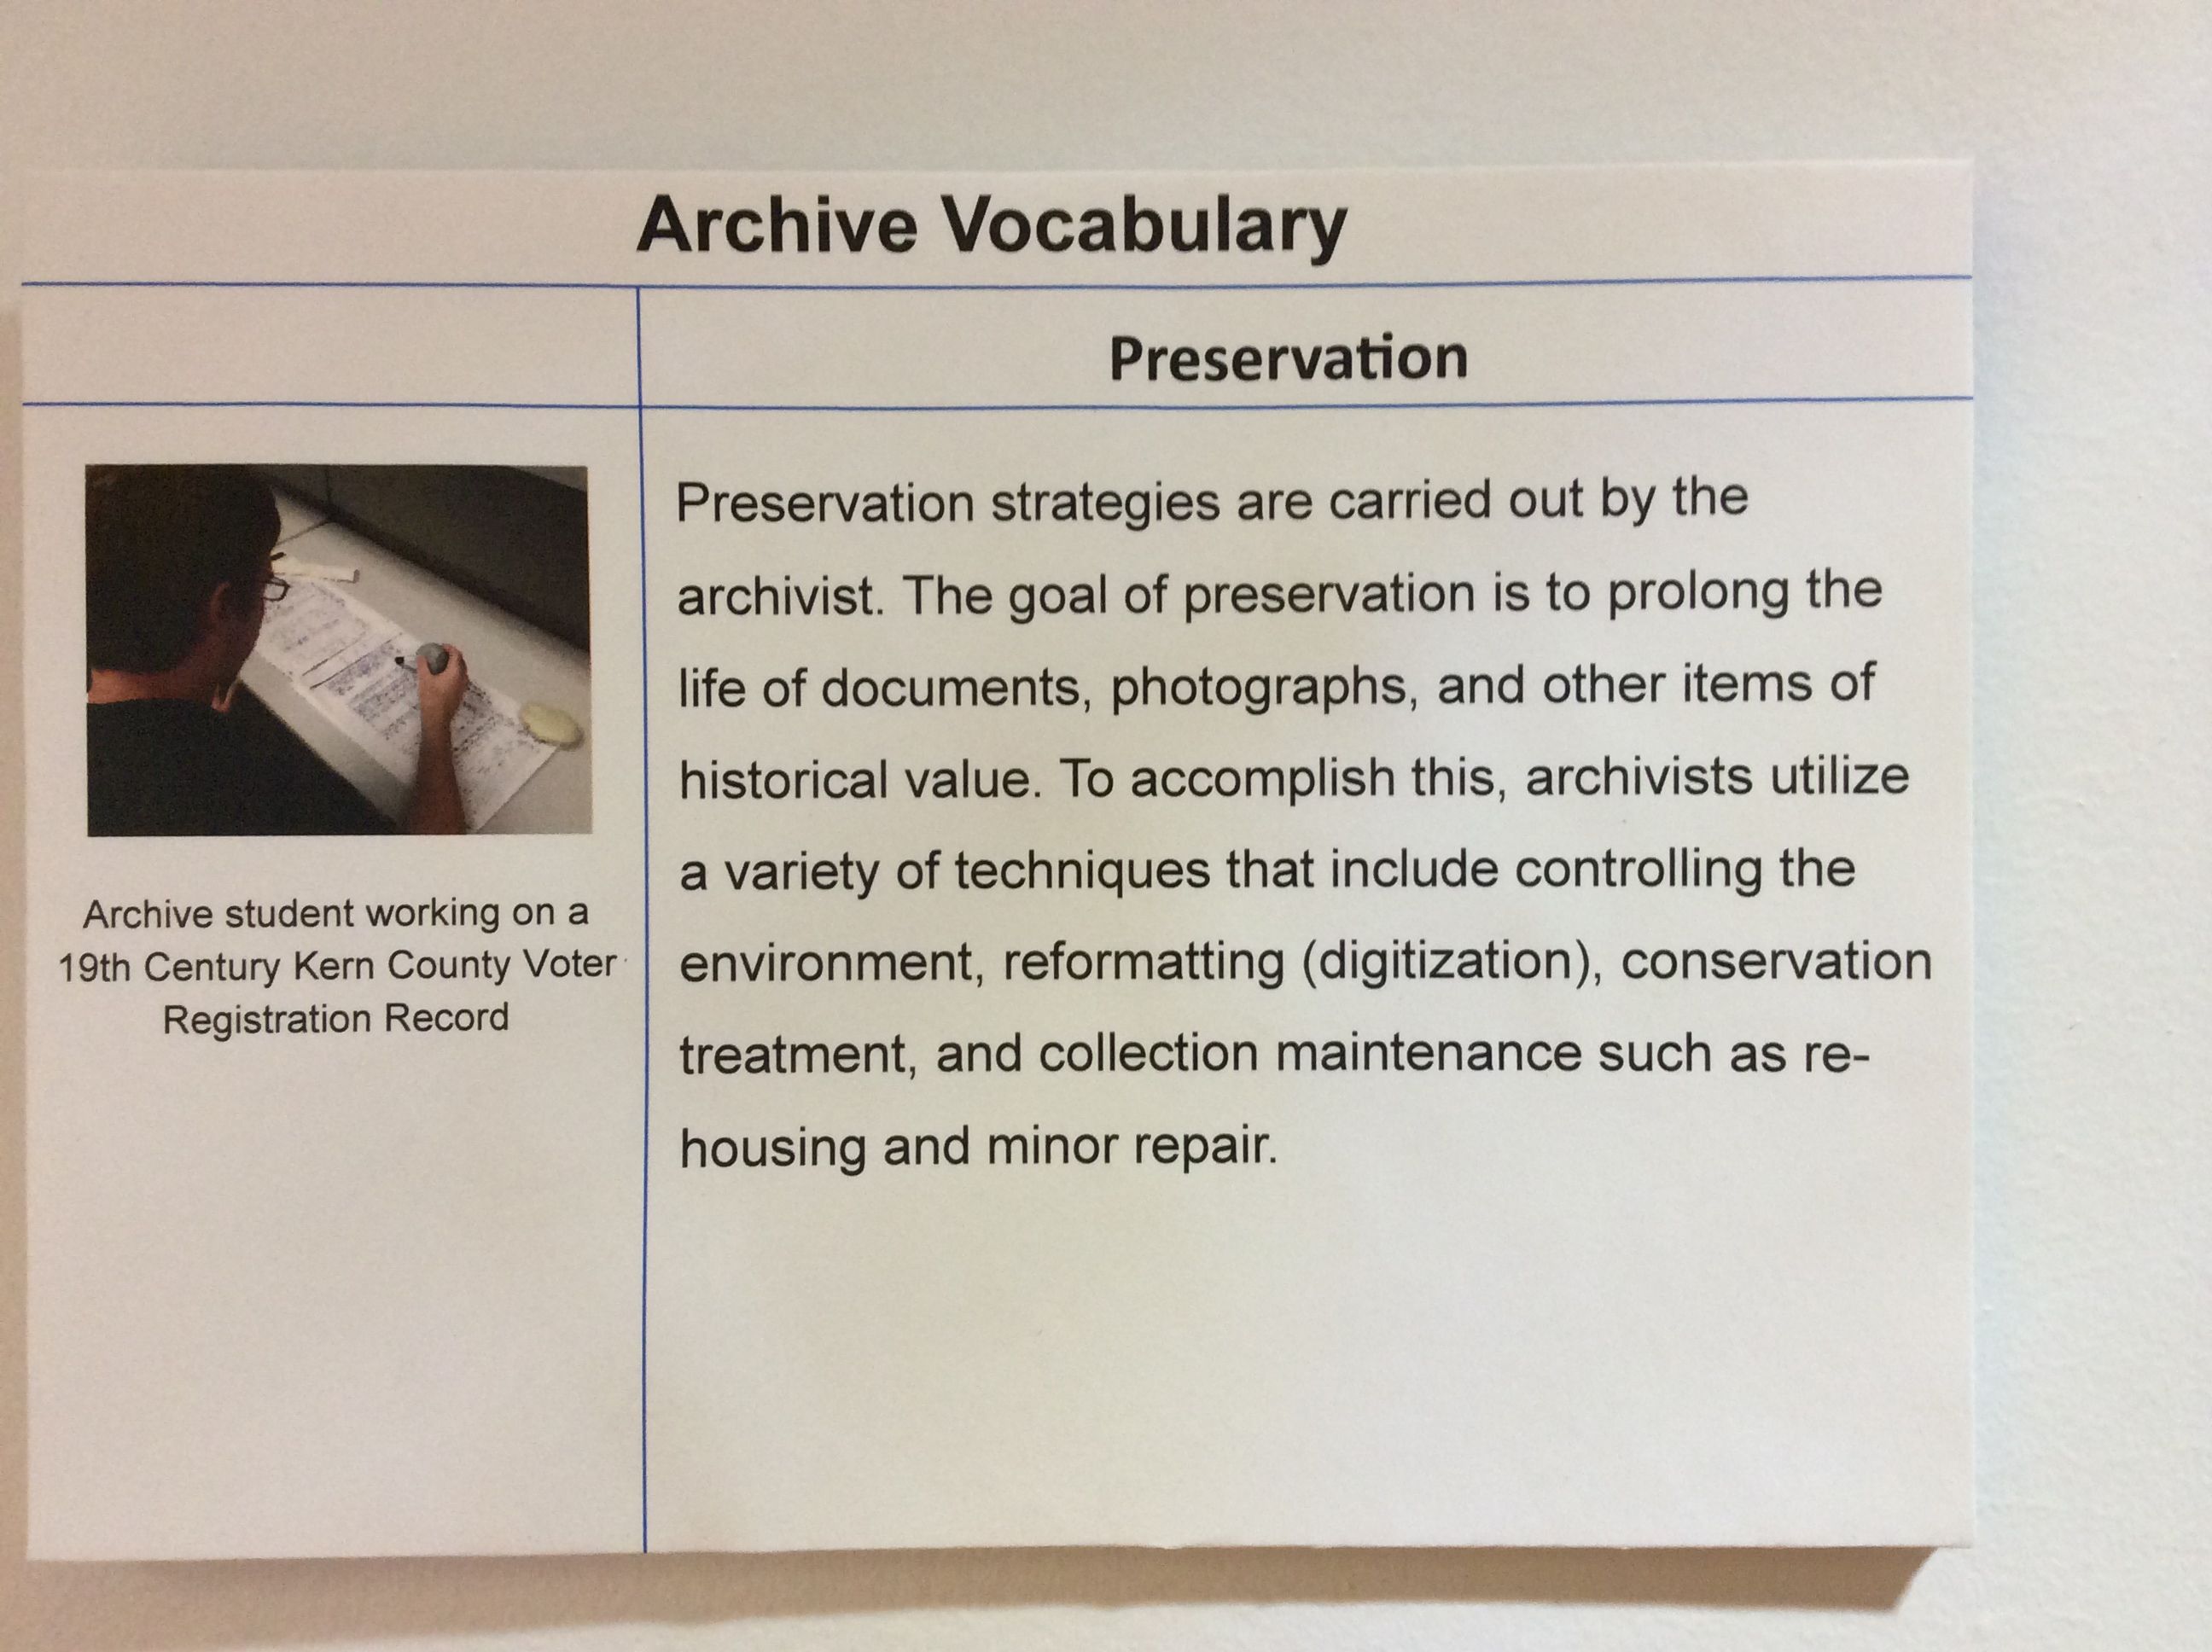 Archive Vocabulary
Preservation
Preservation strategies are carried out by the
archivist. The goal of preservation is to prolong the
life of documents, photographs, and other items of
historical value. To accomplish this, archivists utilize
a variety of techniques that include controlling the
environment, reformatting (digitization), conservation
treatment, and collection maintenance such as re-
housing and minor repair.
Archive student working on a
19th Century Kern County Voter
Registration Record